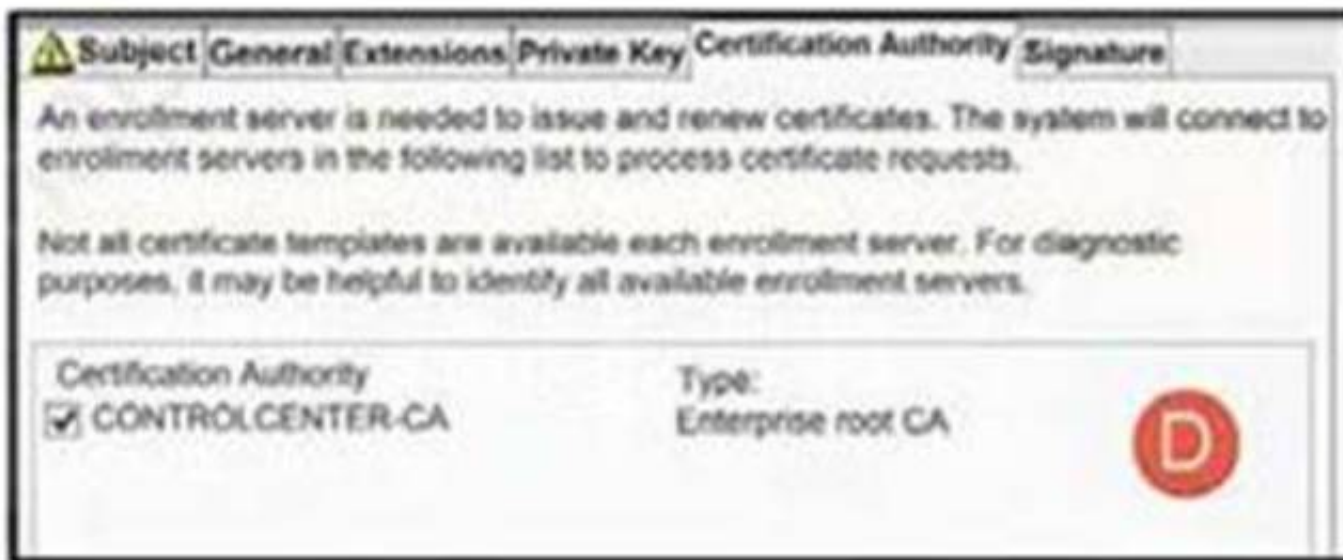 Subject General Extensions Private Key Certification Authority Signature
An enrollment server is needed to issue and renew certificates. The system will connect to
enrollment servers in the following list to process certificate requests.
Not all certificate templates are available each enrollment server. For diagnostic
purposes, it may be helpful to identify all available enrollment servers.
Certification Authority Type:
CONTROLCENTER-CA Enterprise root CA
D